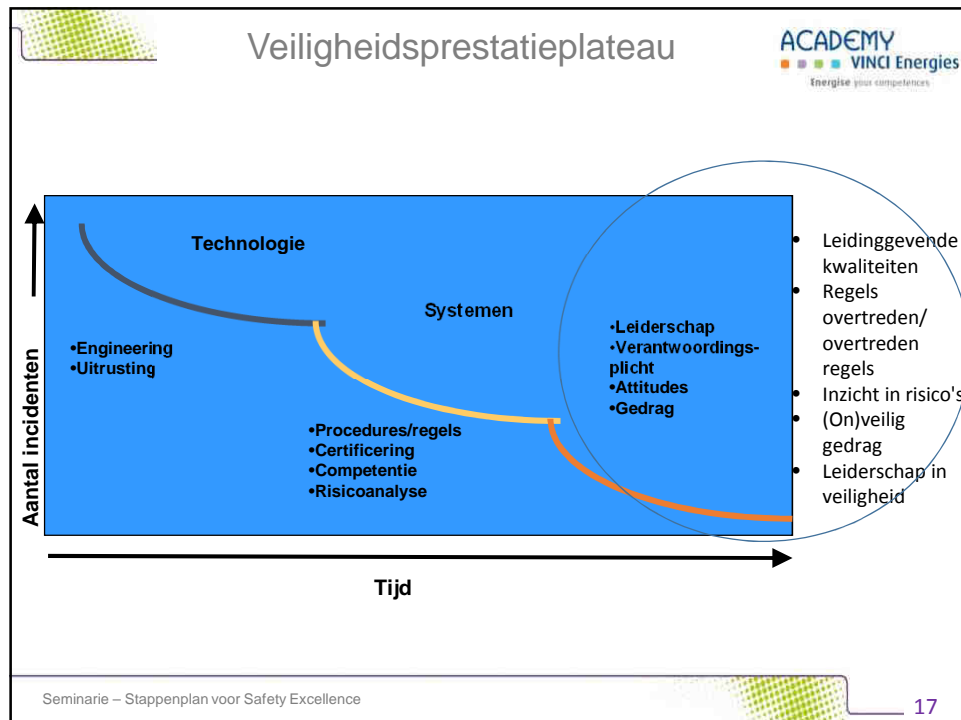 Veiligheidsprestatieplateau
ACADEMY
VINCI Energies
Energise your competences
Technologie
•Engineering
•Uitrusting
Systemen
•Procedures/regels
•Certificering
•Competentie
•Risicoanalyse
•Leiderschap
•Verantwoordings-
plicht
•Attitudes
•Gedrag
• Leidinggevende
kwaliteiten
• Regels
overtreden/
overtreden
regels
• Inzicht in risico's
• (On)veilig
gedrag
• Leiderschap in
veiligheid
Aantal incidenten
Tijd
Seminarie – Stappenplan voor Safety Excellence
17